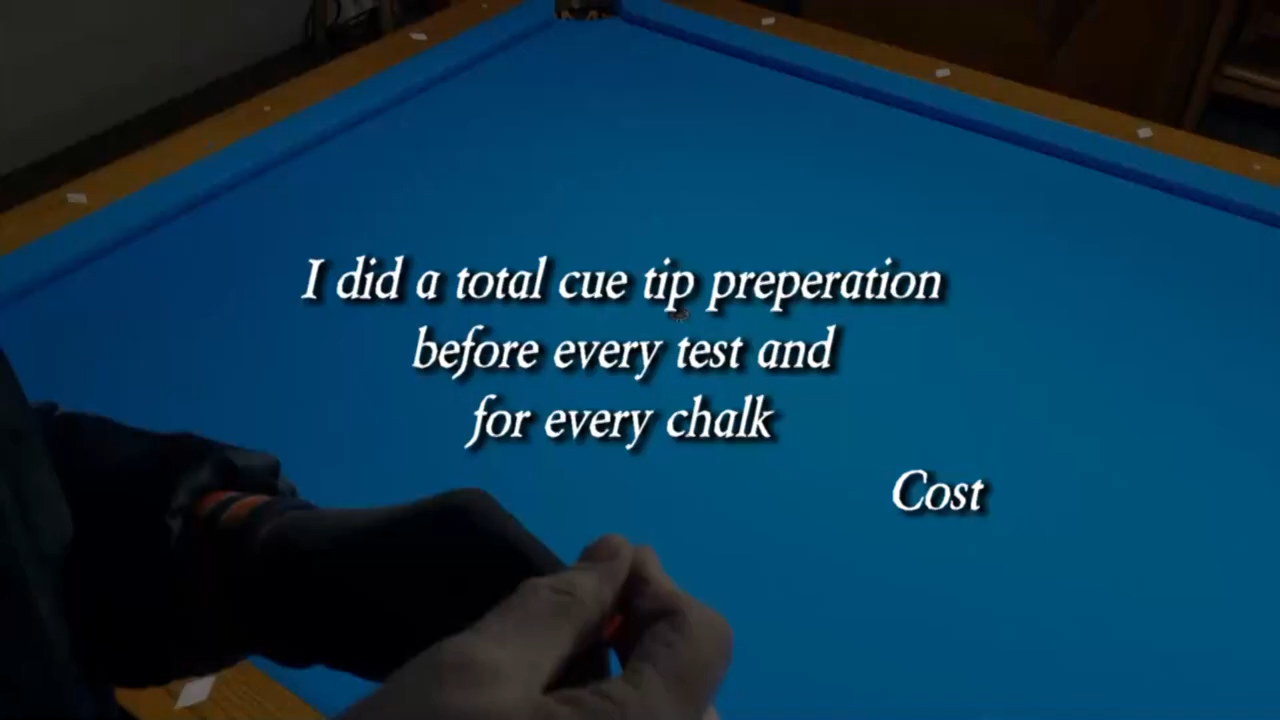 I did a total cue tip preperation
before every test and
for every chalk
Cost